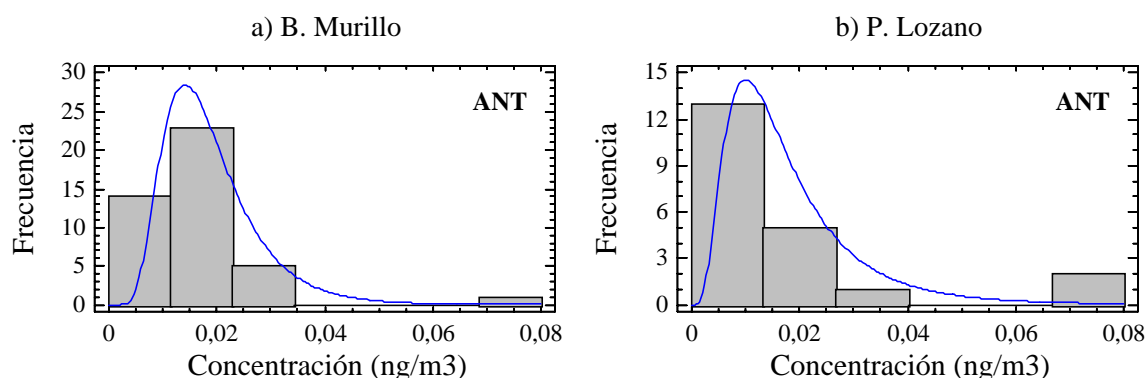 a) B. Murillo
30
25
20
15
10
5
0
Frecuencia
ANT
0
0,02
0,04
0,06
0,08
Concentración (ng/m3)
b) P. Lozano
15
12
9
6
3
0
Frecuencia
ANT
0
0,02
0,04
0,06
0,08
Concentración (ng/m3)